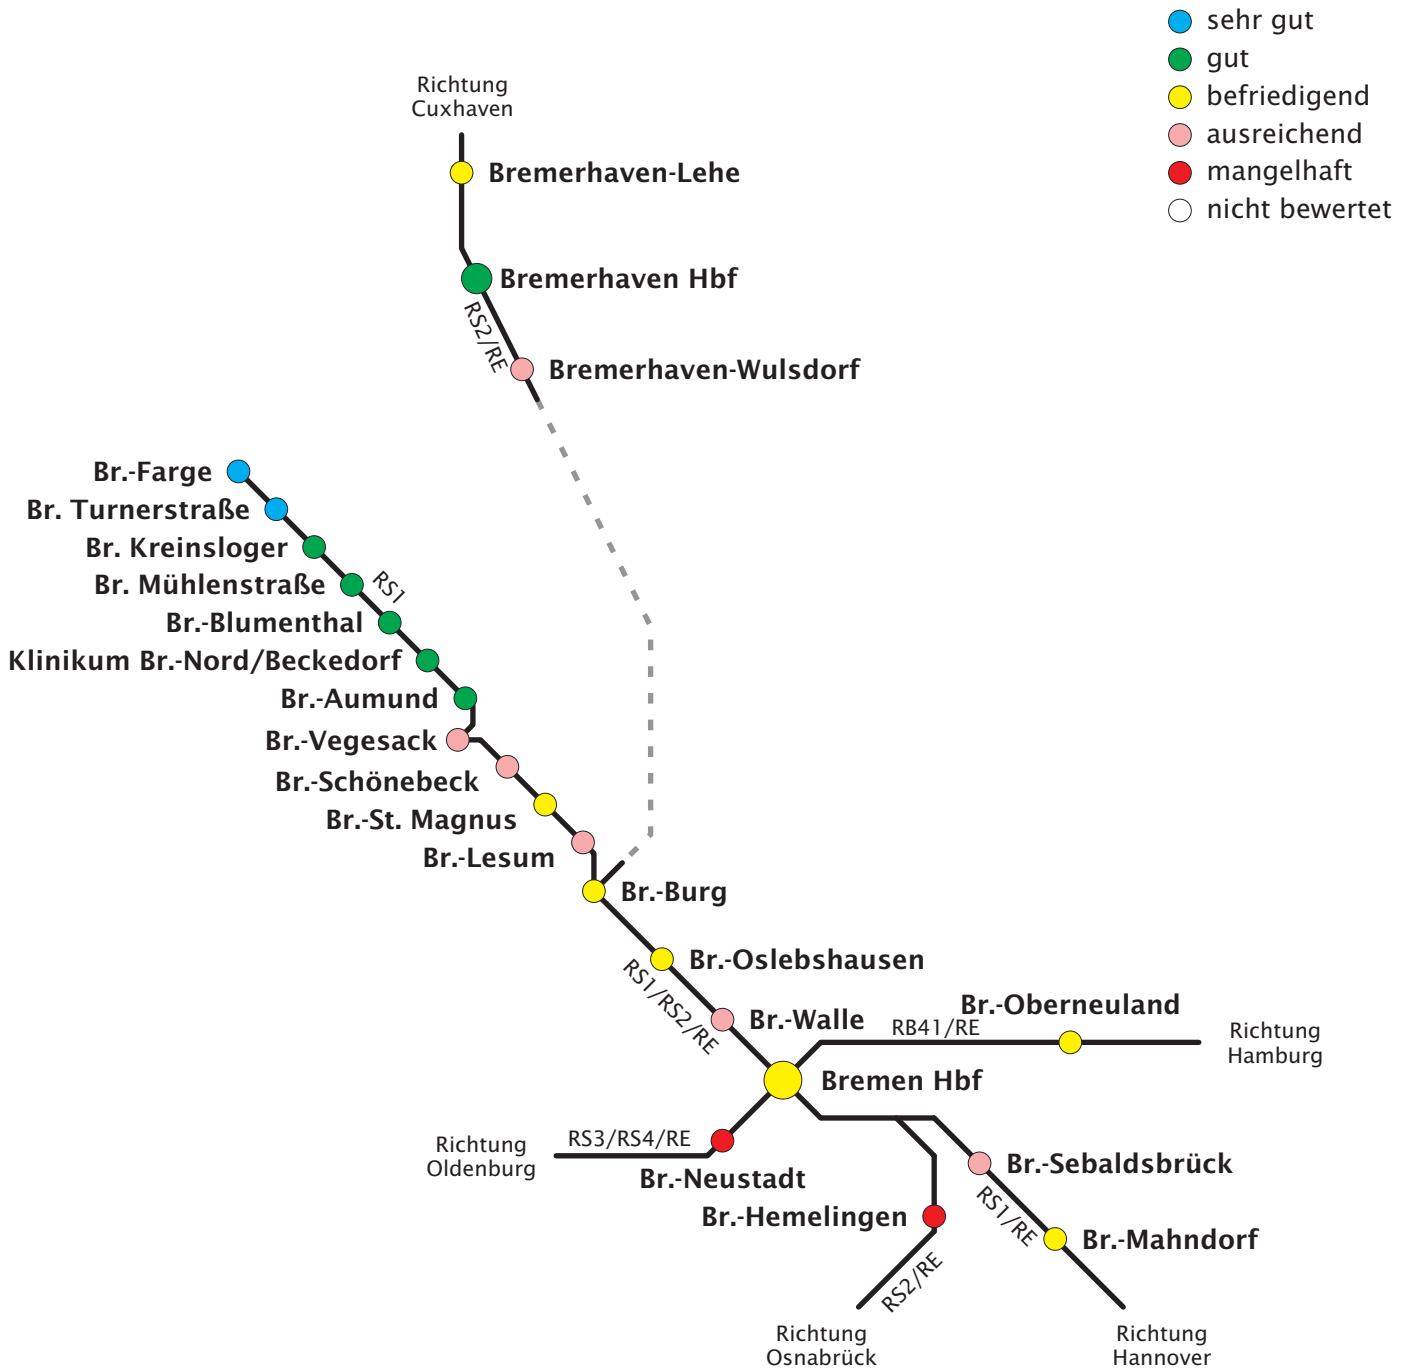 sehr gut
gut
befriedigend
ausreichend
mangelhaft
nicht bewertet
Richtung
Cuxhaven
Bremerhaven-Lehe
Bremerhaven Hbf
RS2/RE
Bremerhaven-Wulsdorf
Br.-Farge
Br. Turnerstraße
Br. Kreinsloger
Br. Mühlenstraße
RS1
Br.-Blumenthal
Klinikum Br.-Nord/Beckedorf
Br.-Aumund
Br.-Vegesack
Br.-Schönebeck
Br.-St. Magnus
Br.-Lesum
Br.-Burg
Br.-Oslebshausen
RS1/RS2/RE
Br.-Walle
Br.-Oberneuland
RB41/RE
Richtung
Hamburg
Bremen Hbf
RS3/RS4/RE
Richtung
Oldenburg
Br.-Neustadt
Br.-Sebaldsbrück
Br.-Hemelingen
RS1/RE
Br.-Mahndorf
RS2/RE
Richtung
Osnabrück
Richtung
Hannover